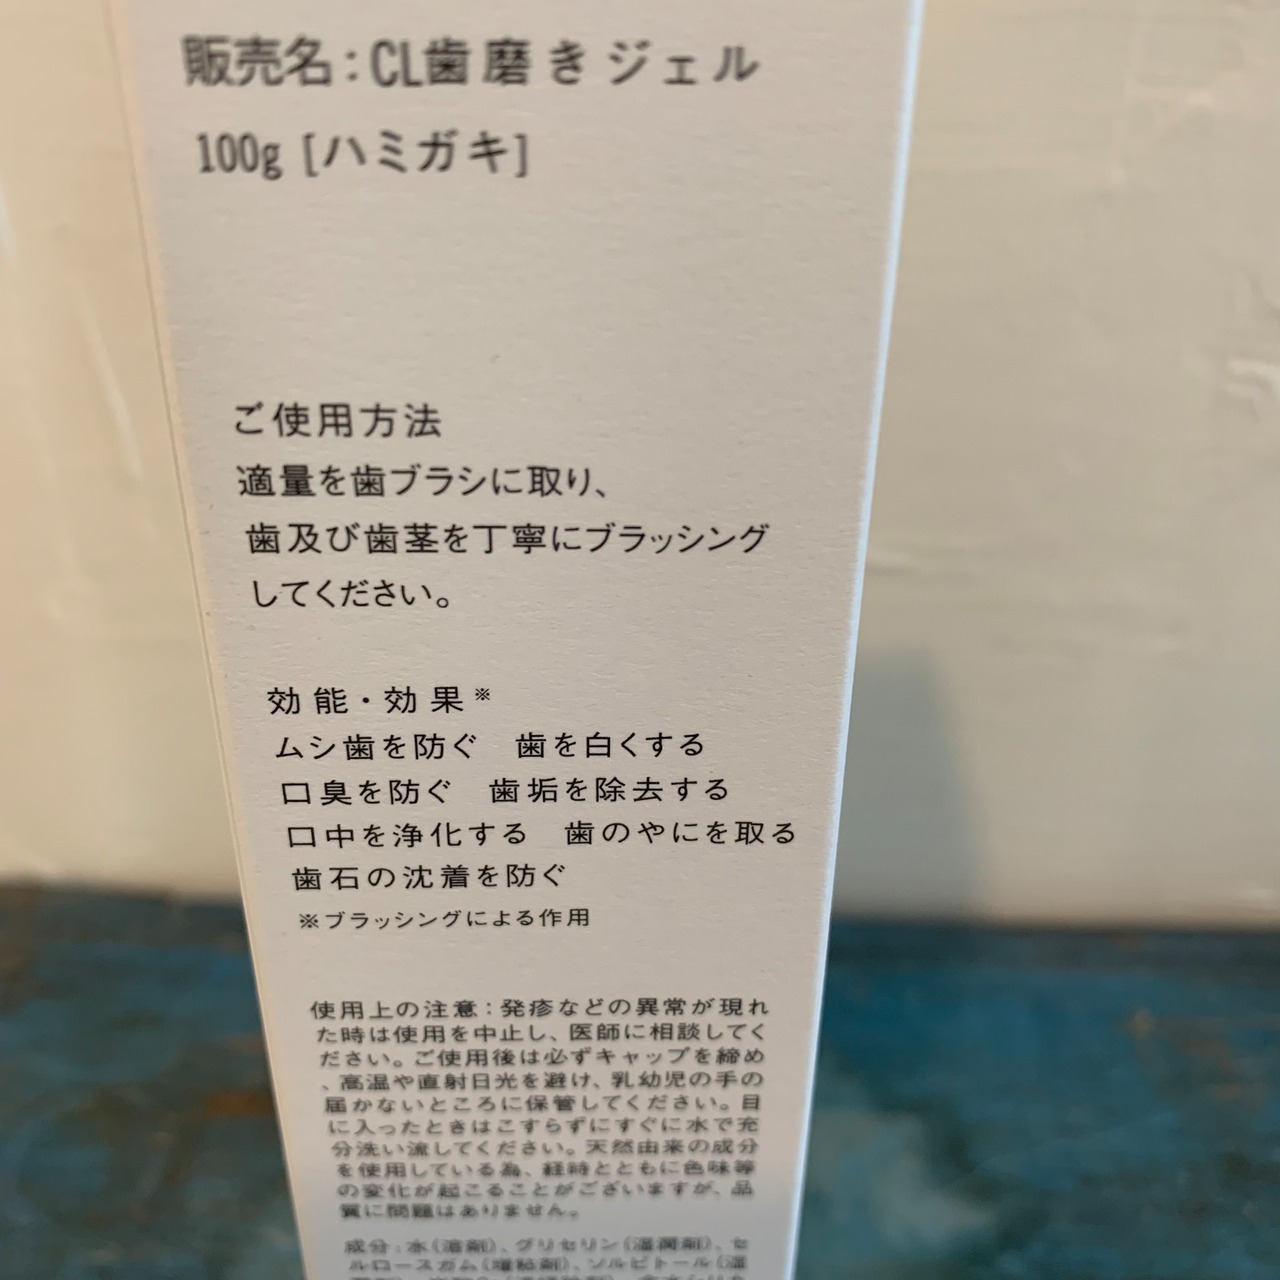 販売名：CL歯磨きジェル
100g [ハミガキ]
ご使用方法
適量を歯ブラシに取り、
歯及び歯茎を丁寧にブラッシング
してください。
効能・効果※
ムシ歯を防ぐ　歯を白くする
口臭を防ぐ　歯垢を除去する
口中を浄化する　歯のやにを取る
歯石の沈着を防ぐ
※ブラッシングによる作用
使用上の注意：発疹などの異常が現れ
た時は使用を中止し、医師に相談してく
ださい。ご使用後は必ずキャップを締め
、高温や直射日光を避け、乳幼児の手の
届かないところに保管してください。目
に入ったときはこすらずにすぐに水で充
分洗い流してください。天然由来の成分
を使用している為、経時とともに色味等
の変化が起こることがございますが、品
質に問題はありません。
成分：水（溶剤）、グリセリン（湿潤剤）、セ
ルロースガム（増粘剤）、ソルビトール（湿